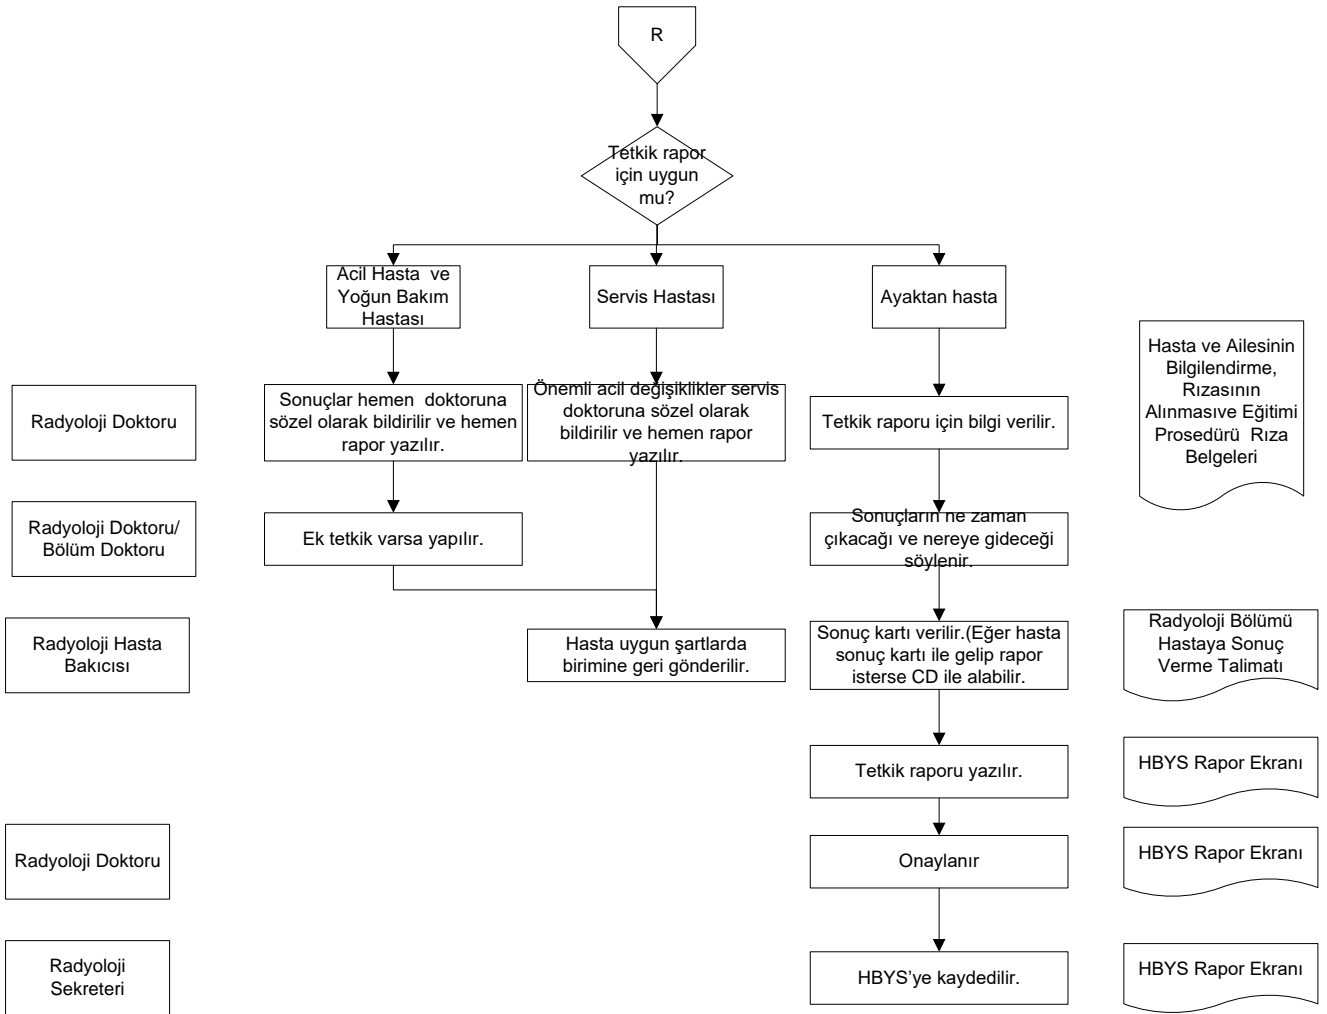 R
Tetkik rapor
için uygun
mu?
Acil Hasta  ve
Yoğun Bakım
Hastası
Servis Hastası
Ayaktan hasta
Hasta ve Ailesinin
Bilgilendirme,
Rızasının
Alınmasıve Eğitimi
Prosedürü  Rıza
Belgeleri
Radyoloji Doktoru
Sonuçlar hemen  doktoruna
sözel olarak bildirilir ve hemen
rapor yazılır.
Önemli acil değişiklikler servis
doktoruna sözel olarak
bildirilir ve hemen rapor
yazılır.
Tetkik raporu için bilgi verilir.
Radyoloji Doktoru/
Bölüm Doktoru
Ek tetkik varsa yapılır.
Sonuçların ne zaman
çıkacağı ve nereye gideceği
söylenir.
Radyoloji Hasta
Bakıcısı
Hasta uygun şartlarda
birimine geri gönderilir.
Sonuç kartı verilir.(Eğer hasta
sonuç kartı ile gelip rapor
isterse CD ile alabilir.
Radyoloji Bölümü
Hastaya Sonuç
Verme Talimatı
Tetkik raporu yazılır.
HBYS Rapor Ekranı
Radyoloji Doktoru
Onaylanır
HBYS Rapor Ekranı
Radyoloji
Sekreteri
HBYS’ye kaydedilir.
HBYS Rapor Ekranı